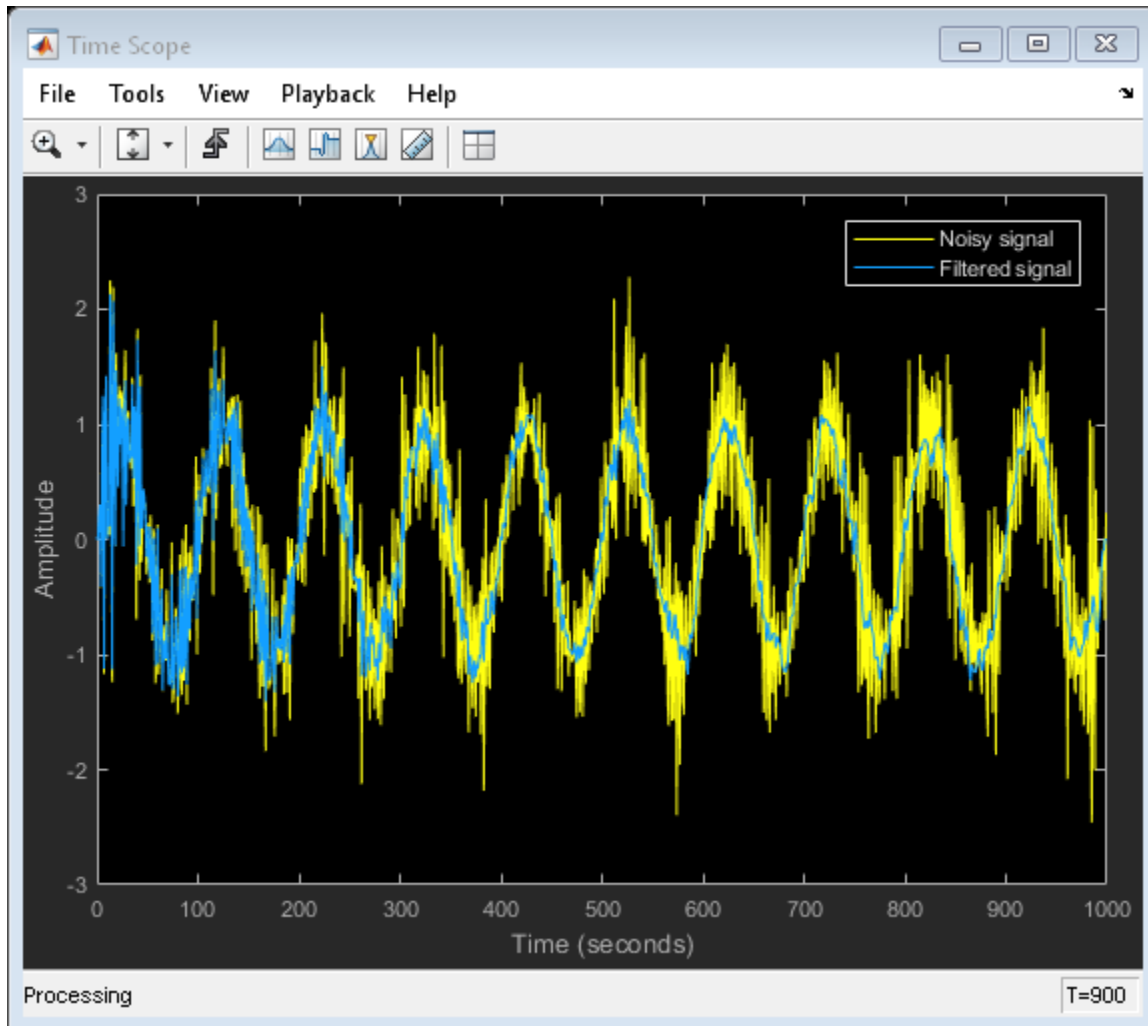 Time Scope
File Tools View Playback Help
3
Noisy signal
Filtered signal
2
1
0
-1
-2
-3
Amplitude
0 100 200 300 400 500 600 700 800 900 1000
Time (seconds)
Processing T=900